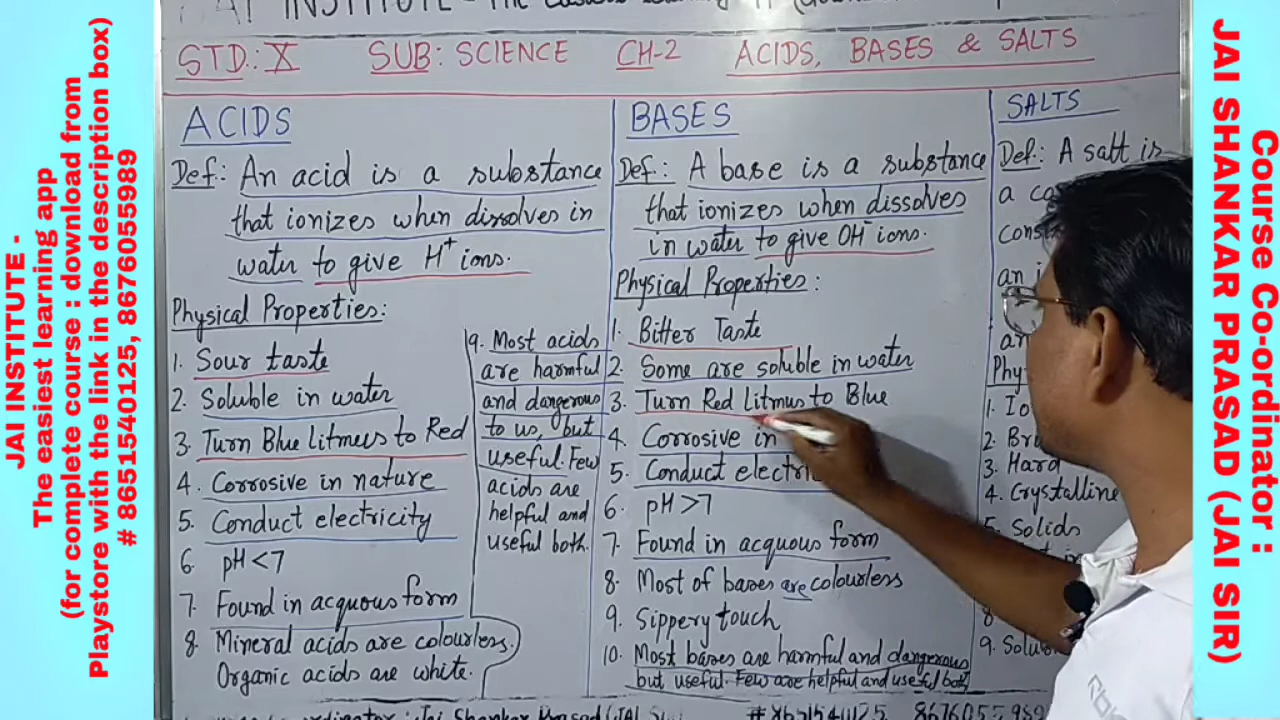 JAI INSTITUTE -
The easiest learning app
(for complete course : download from
Playstore with the link in the description box)
# 8651540125, 8676055989
INSTITUTE - The
STD: X SUB: SCIENCE CH-2 ACIDS, BASES & SALTS
ACIDS
Def: An acid is a substance
that ionizes when dissolves in
water to give H⁺ ions.
Physical Properties:
1. Sour taste
2. Soluble in water
3. Turn Blue Litmus to Red
4. Corrosive in nature
5. Conduct electricity
6. pH < 7
7. Found in acquous form
8. Mineral acids are colourless.
Organic acids are white.
9. Most acids
are harmful
and dangerous
to us, but
useful. Few
acids are
helpful and
useful both.
BASES
Def: A base is a substance
that ionizes when dissolves
in water to give OH⁻ ions.
Physical Properties:
1. Bitter Taste
2. Some are soluble in water
3. Turn Red Litmus to Blue
4. Corrosive in
5. Conduct
6. pH > 7
7. Found in acquous form
8. Most of bases are colourless
9. Sippery touch
10. Most bases are harmful and dangerous
but useful. Few are helpful and useful both
SALTS
Def: A salt is
a
an
1.
2.
3. Hard
4. Crystalline
5. Solids
8
9.
Jai Shankar Prasad (JAI
# 8651540125
Course Co-ordinator :
JAI SHANKAR PRASAD (JAI SIR)